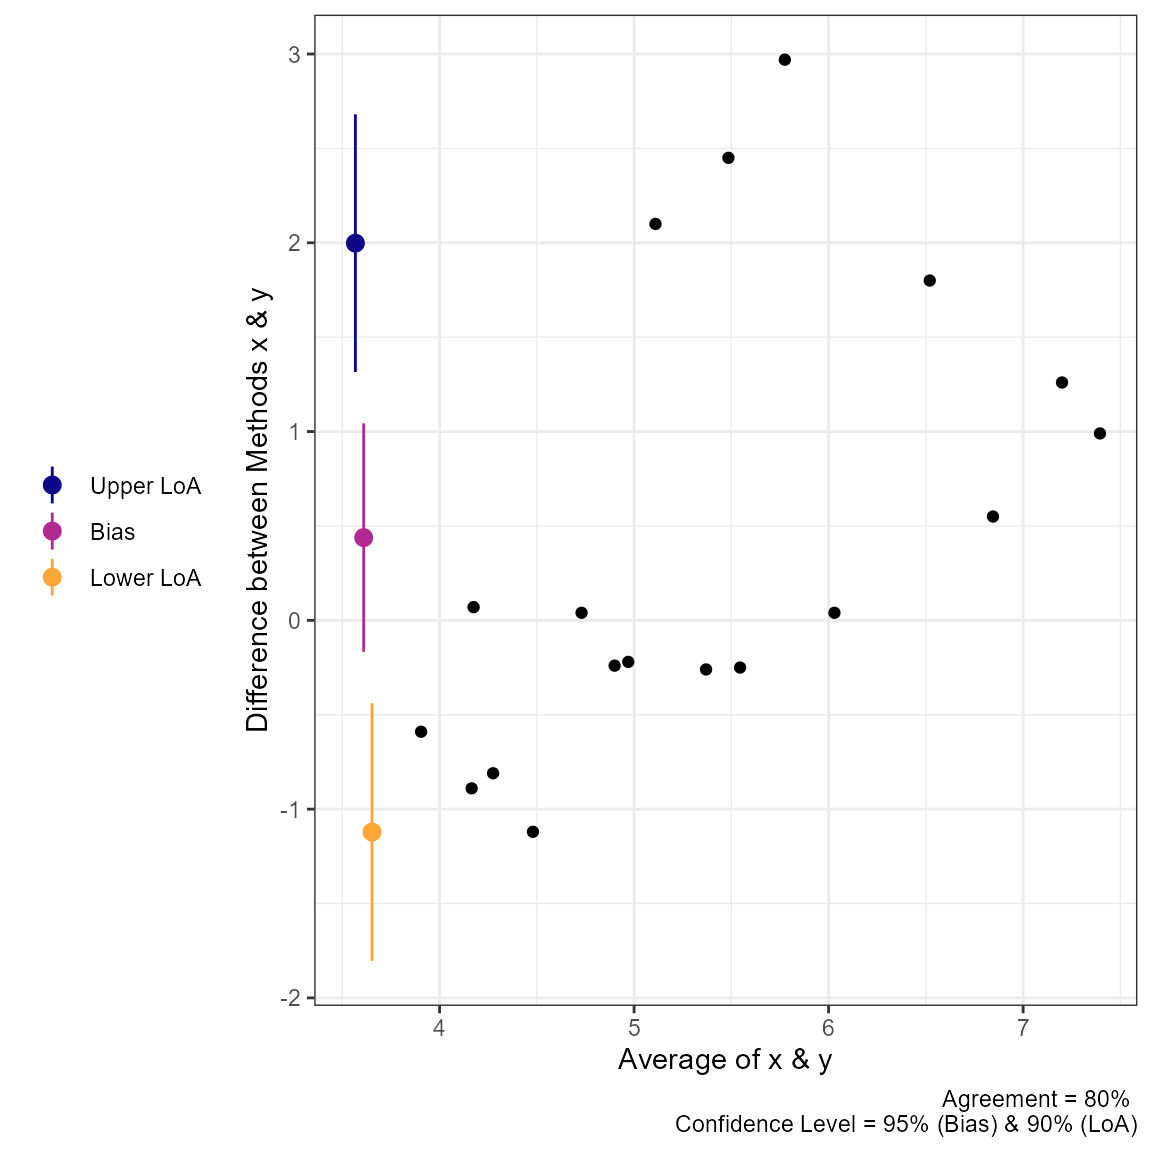 Upper LoA
Bias
Lower LoA
Difference between Methods x & y
3
2
1
0
-1
-2
4 5 6 7
Average of x & y
Agreement = 80%
Confidence Level = 95% (Bias) & 90% (LoA)